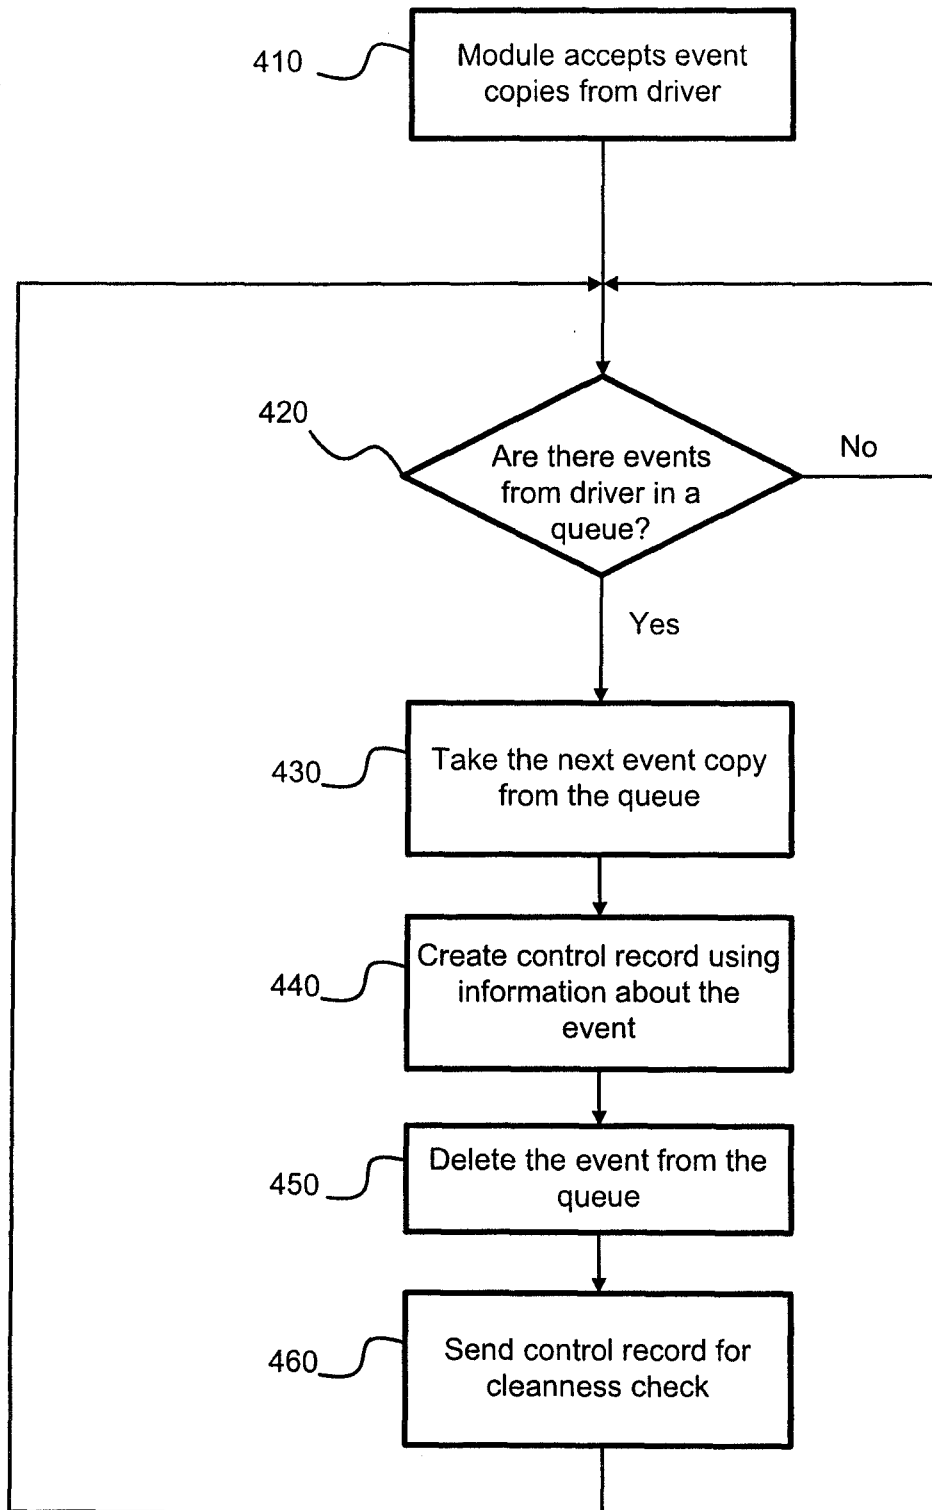 410
Module accepts event
copies from driver
420
Are there events
from driver in a
queue?
No
Yes
430
Take the next event copy
from the queue
440
Create control record using
information about the
event
450
Delete the event from the
queue
460
Send control record for
cleanness check